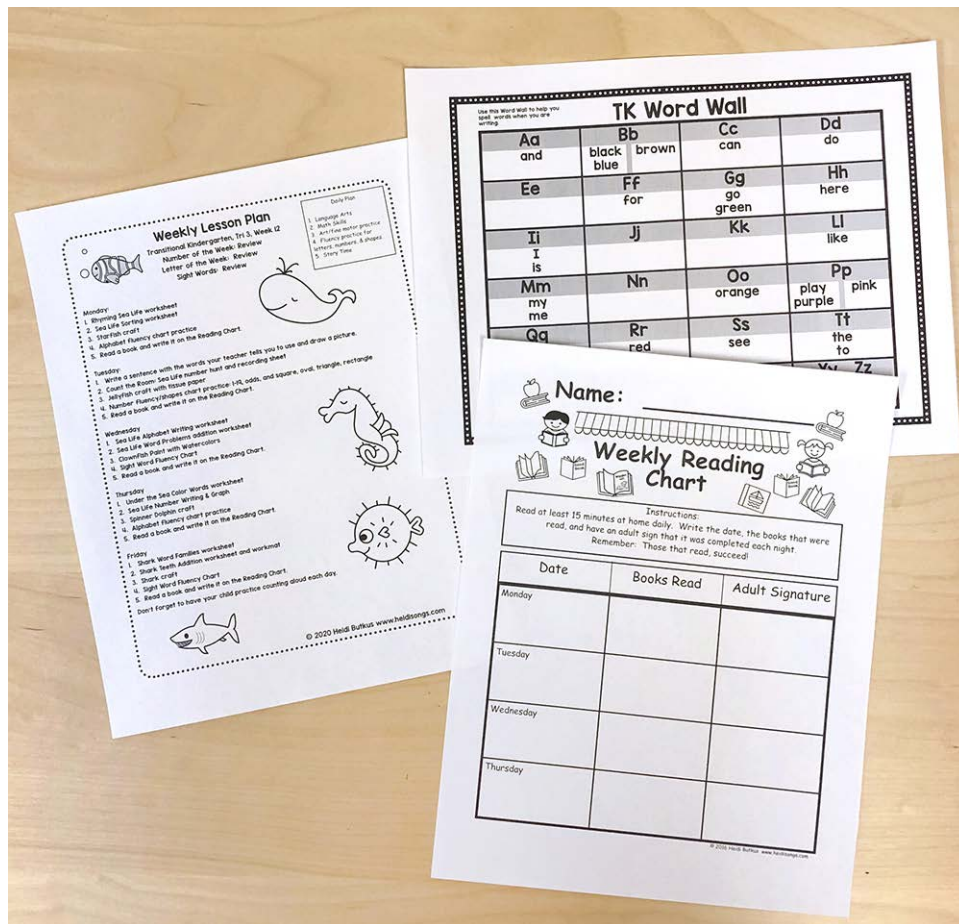 Weekly Lesson Plan
Transitional Kindergarten, Tri 3, Week 12
Number of the Week: Review
Letter of the Week: Review
Sight Words: Review
Daily Plan
1. Language Arts
2. Math Skills
3. Art/fine motor practice
4. Fluency practice for
letters, numbers, & shapes
5. Story Time
Monday:
1. Rhyming Sea Life worksheet
2. Sea Life Sorting worksheet
3. Starfish craft
4. Alphabet fluency chart practice
5. Read a book and write it on the Reading Chart.
Tuesday:
1. Write a sentence with the words your teacher tells you to use and draw a picture.
2. Count the Room: Sea Life number hunt and recording sheet
3. Jellyfish craft with tissue paper
4. Number fluency/shapes chart practice: 1-19, odds, and square, oval, triangle, rectangle
5. Read a book and write it on the Reading Chart.
Wednesday
1. Sea Life Alphabet Writing worksheet
2. Sea Life Word Problems addition worksheet
3. Clownfish Paint with Watercolors
4. Sight Word Fluency Chart
5. Read a book and write it on the Reading Chart.
Thursday
1. Under the Sea Color Words worksheet
2. Sea Life Number Writing & Graph
3. Spinner Dolphin craft
4. Alphabet fluency chart practice
5. Read a book and write it on the Reading Chart.
Friday
1. Shark Word Families worksheet
2. Shark Teeth Addition worksheet and workmat
3. Shark craft
4. Sight Word Fluency Chart
5. Read a book and write it on the Reading Chart.
Don't forget to have your child practice counting aloud each day.
© 2020 Heidi Butkus www.heidisongs.com
Use this Word Wall to help you
spell words when you are
writing.
TK Word Wall
Aa Bb Cc Dd
and black brown can do
blue
Ee Ff Gg Hh
for go here
green
Ii Jj Kk Ll
I like
is
Mm Nn Oo Pp
my orange play pink
me purple
Qq Rr Ss Tt
red see the
to
Yy Zz
Name:
Weekly Reading
Chart
Instructions:
Read at least 15 minutes at home daily. Write the date, the books that were
read, and have an adult sign that it was completed each night.
Remember: Those that read, succeed!
Date Books Read Adult Signature
Monday
Tuesday
Wednesday
Thursday
© 2016 Heidi Butkus www.heidisongs.com